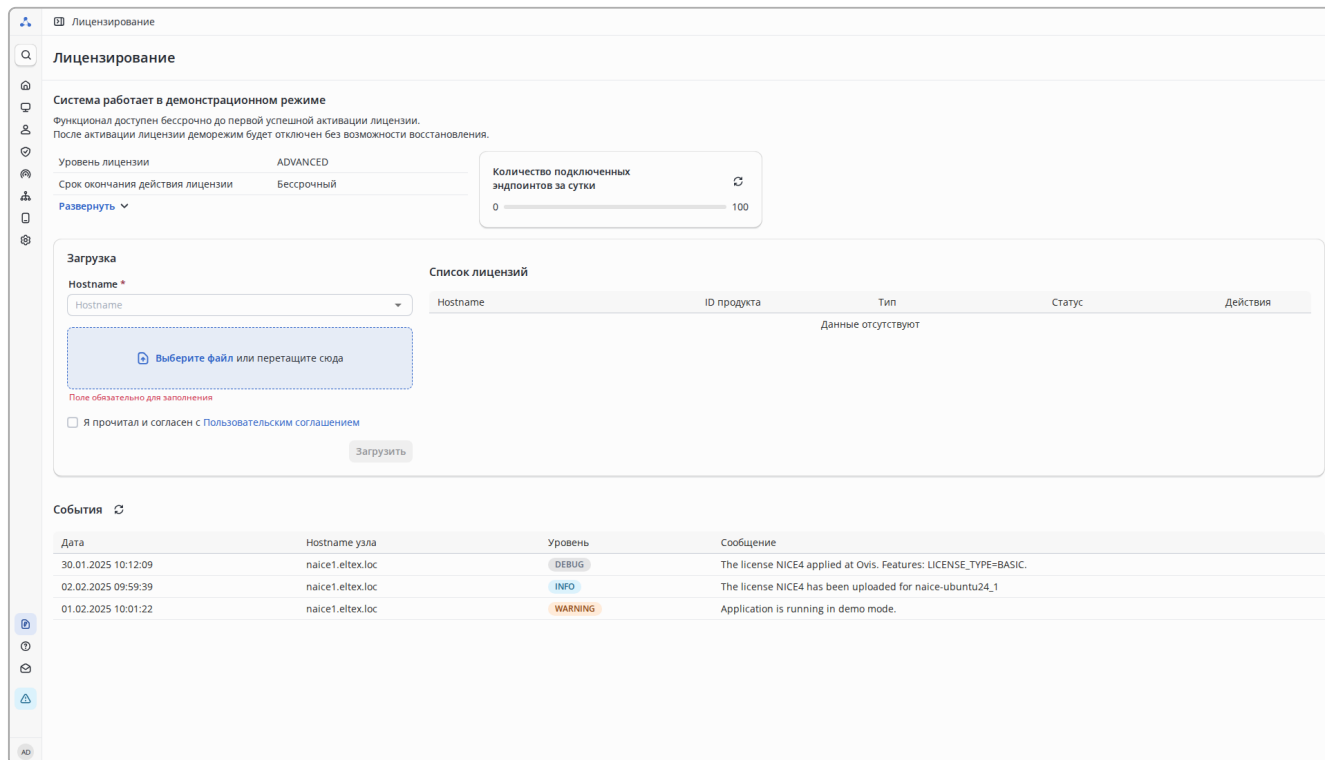 Лицензирование
Лицензирование
Система работает в демонстрационном режиме
Функционал доступен бессрочно до первой успешной активации лицензии.
После активации лицензии деморежим будет отключен без возможности восстановления.
Уровень лицензии ADVANCED
Срок окончания действия лицензии Бессрочный
Развернуть
Количество подключенных
эндпоинтов за сутки
0 100
Загрузка
Hostname *
Hostname
Выберите файл или перетащите сюда
Поле обязательно для заполнения
Я прочитал и согласен с Пользовательским соглашением
Загрузить
Список лицензий
Hostname ID продукта Тип Статус Действия
Данные отсутствуют
События
Дата Hostname узла Уровень Сообщение
30.01.2025 10:12:09 naice1.eltex.loc DEBUG The license NICE4 applied at Ovis. Features: LICENSE_TYPE=BASIC.
02.02.2025 09:59:39 naice1.eltex.loc INFO The license NICE4 has been uploaded for naice-ubuntu24_1
01.02.2025 10:01:22 naice1.eltex.loc WARNING Application is running in demo mode.
AD